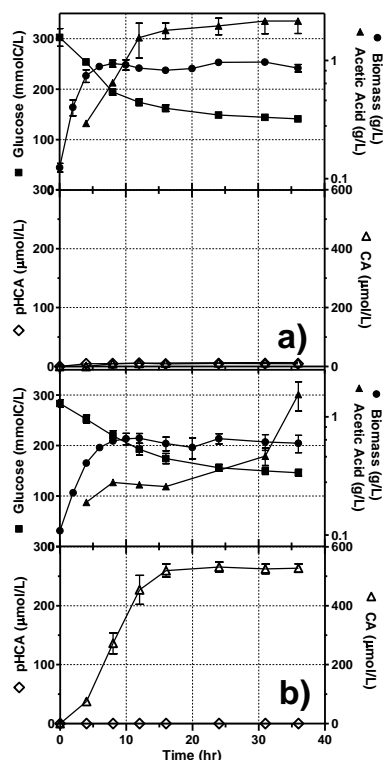 Glucose (mmolC/L)
300
200
100
1
0.1
Acetic Acid (g/L)
Biomass (g/L)
pHCA (µmol/L)
300
200
100
0
600
400
200
0
CA (µmol/L)
a)
Glucose (mmolC/L)
300
200
100
1
0.1
Acetic Acid (g/L)
Biomass (g/L)
pHCA (µmol/L)
300
200
100
0
600
400
200
0
CA (µmol/L)
b)
0 10 20 30 40
Time (hr)